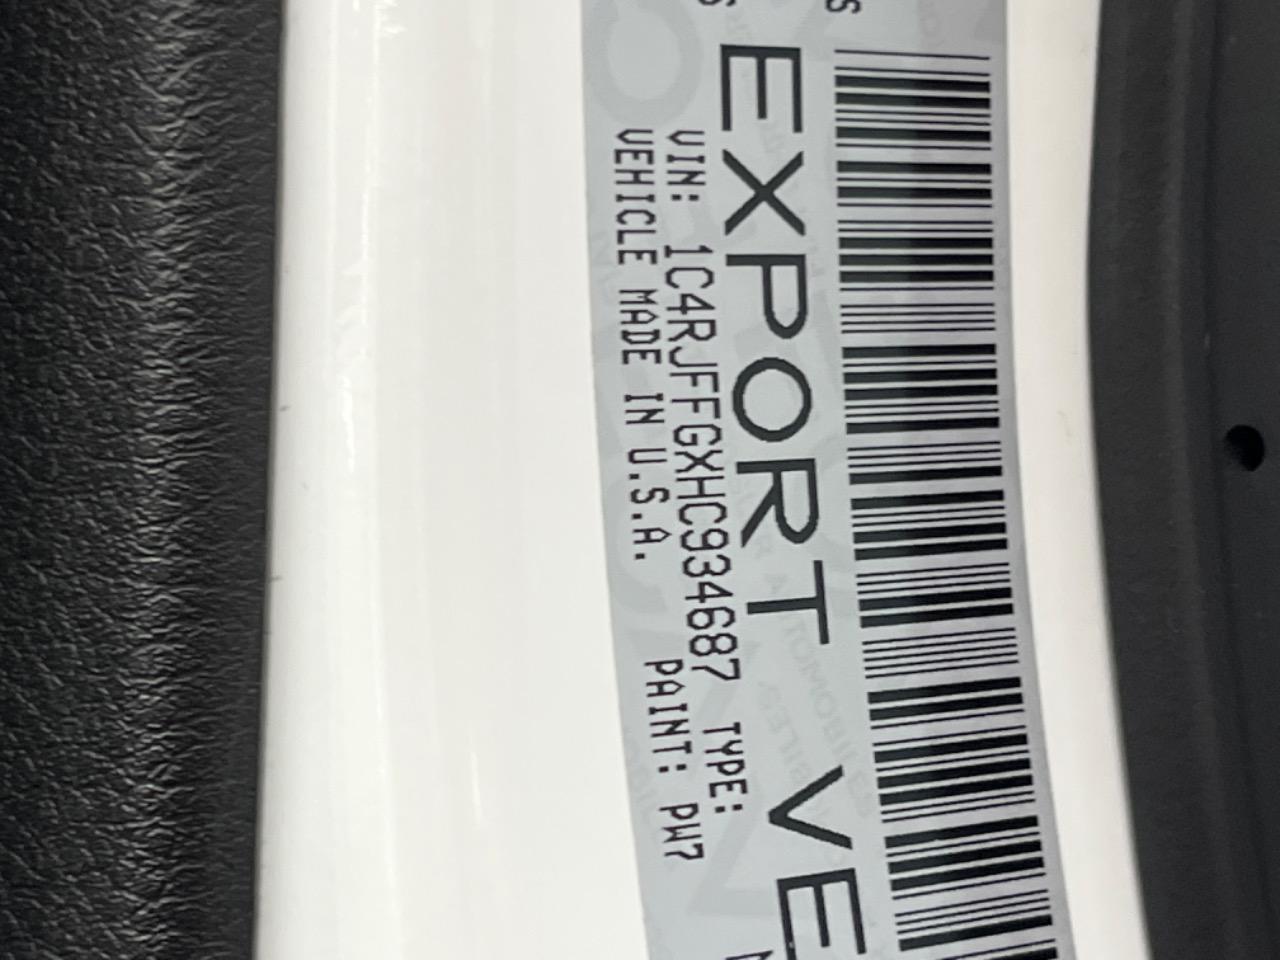 EXPORT VE
VIN: 1C4RJFFGXHC934687 TYPE:
VEHICLE MADE IN U.S.A. PAINT: PW7